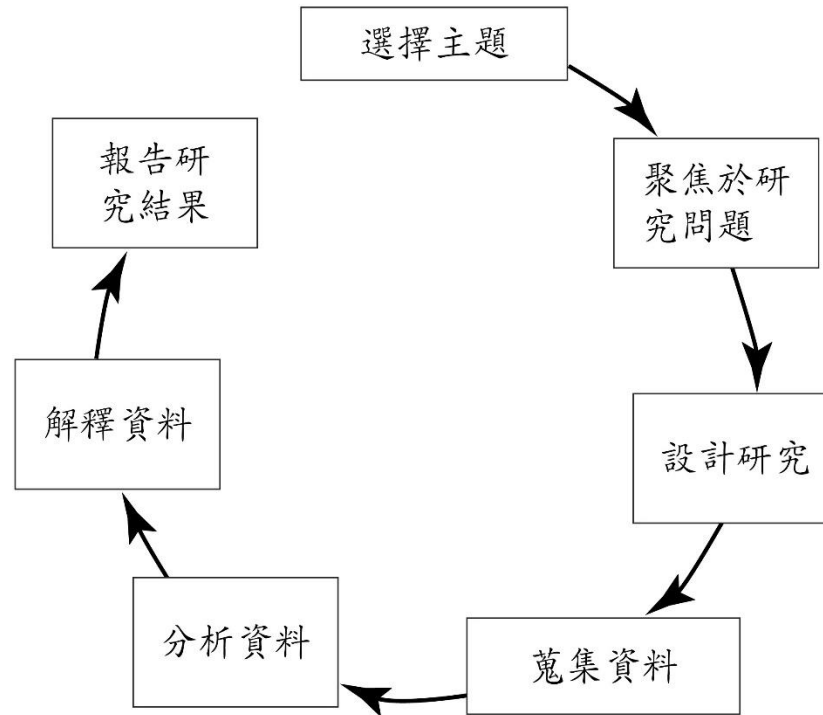 選擇主題
聚焦於研
究問題
設計研究
蒐集資料
分析資料
解釋資料
報告研
究結果